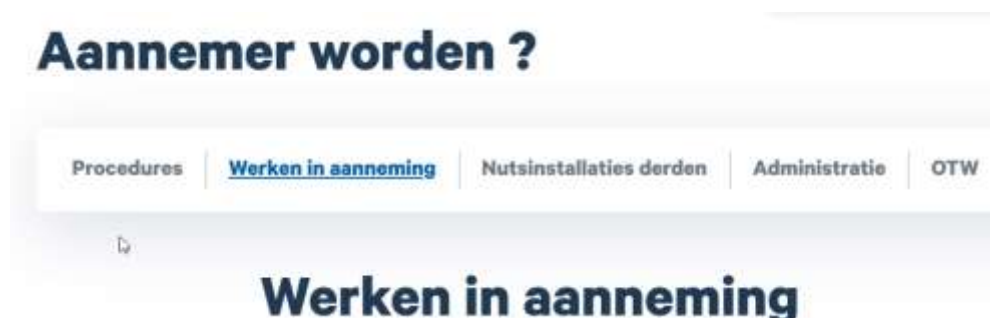 Aannemer worden ?
Procedures Werken in aanneming Nutsinstallaties derden Administratie OTW
Werken in aanneming